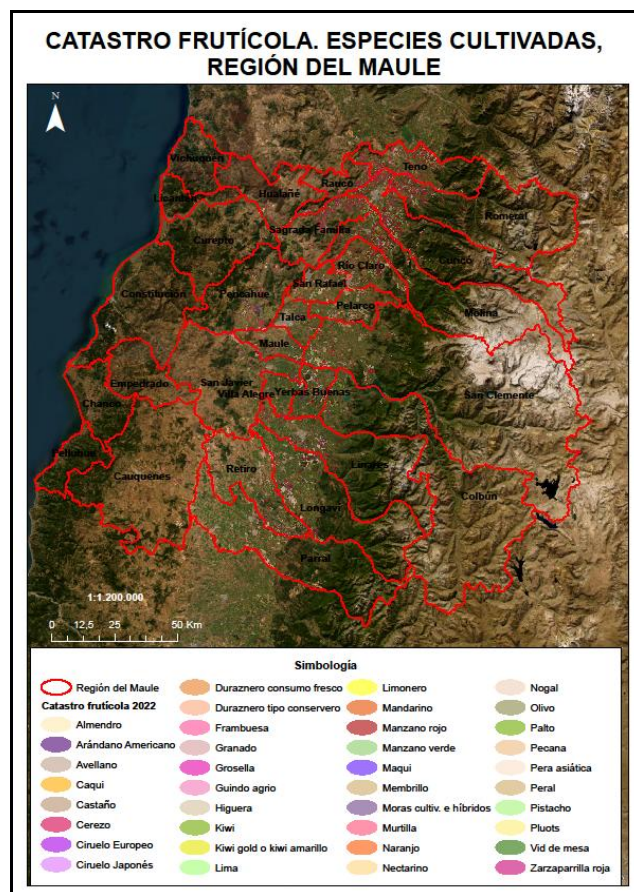 CATASTRO FRUTÍCOLA. ESPECIES CULTIVADAS,
REGIÓN DEL MAULE
N
Vichuquén
Teno
Rauco
Hualañé
Licantén
Romeral
Sagrada Familia
Curepto
Río Claro
Curicó
San Rafael
Constitución
Pencahue
Pelarco
Molina
Talca
Maule
Empedrado
San Javier
Villa Alegre
Yerbas Buenas
San Clemente
Chanco
Pelluhue
Cauquenes
Retiro
Linares
Colbún
Longaví
Parral
1:1.200.000
0 12,5 25 50 Km
Simbología
Región del Maule
Catastro frutícola 2022
Almendro
Arándano Americano
Avellano
Caqui
Castaño
Cerezo
Ciruelo Europeo
Ciruelo Japonés
Duraznero consumo fresco
Duraznero tipo conservero
Frambuesa
Granado
Grosella
Guindo agrio
Higuera
Kiwi
Kiwi gold o kiwi amarillo
Lima
Limonero
Mandarino
Manzano rojo
Manzano verde
Maqui
Membrillo
Moras cultiv. e híbridos
Murtilla
Naranjo
Nectarino
Nogal
Olivo
Palto
Pecana
Pera asiática
Peral
Pistacho
Pluots
Vid de mesa
Zarzaparrilla roja